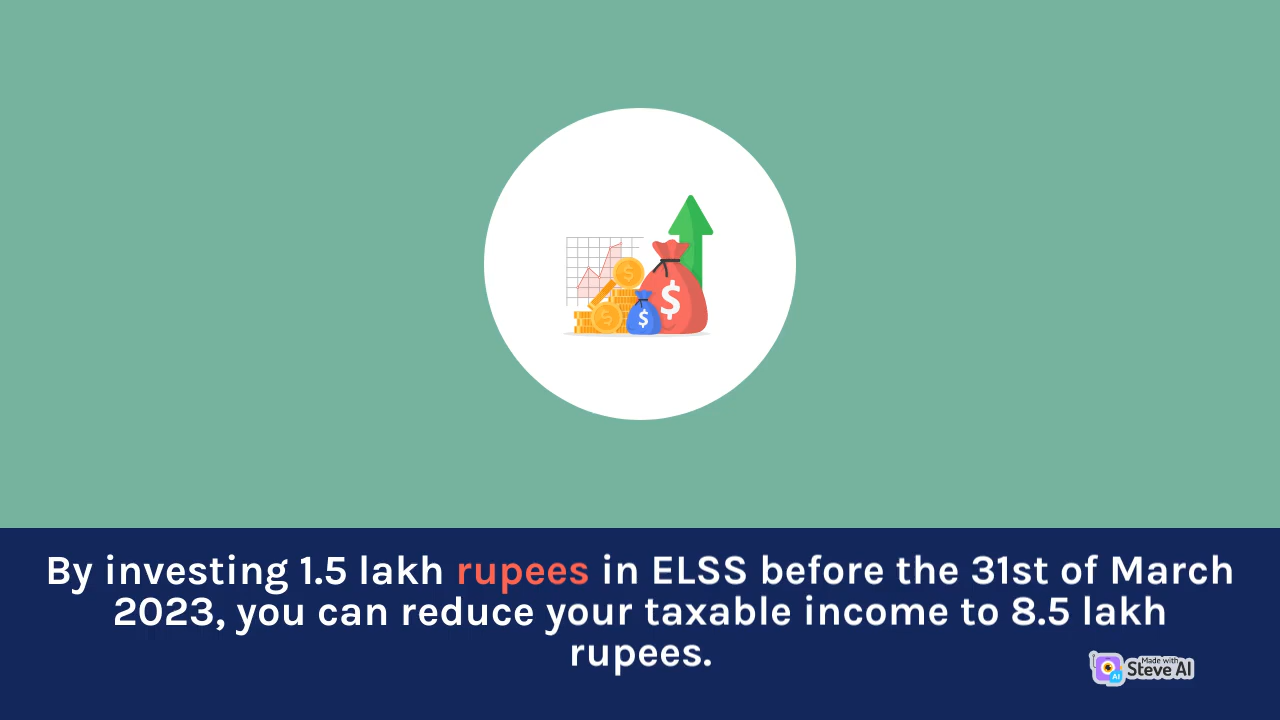 $
$
$
$
By investing 1.5 lakh rupees in ELSS before the 31st of March
2023, you can reduce your taxable income to 8.5 lakh
rupees.
Made with
Steve AI
AI